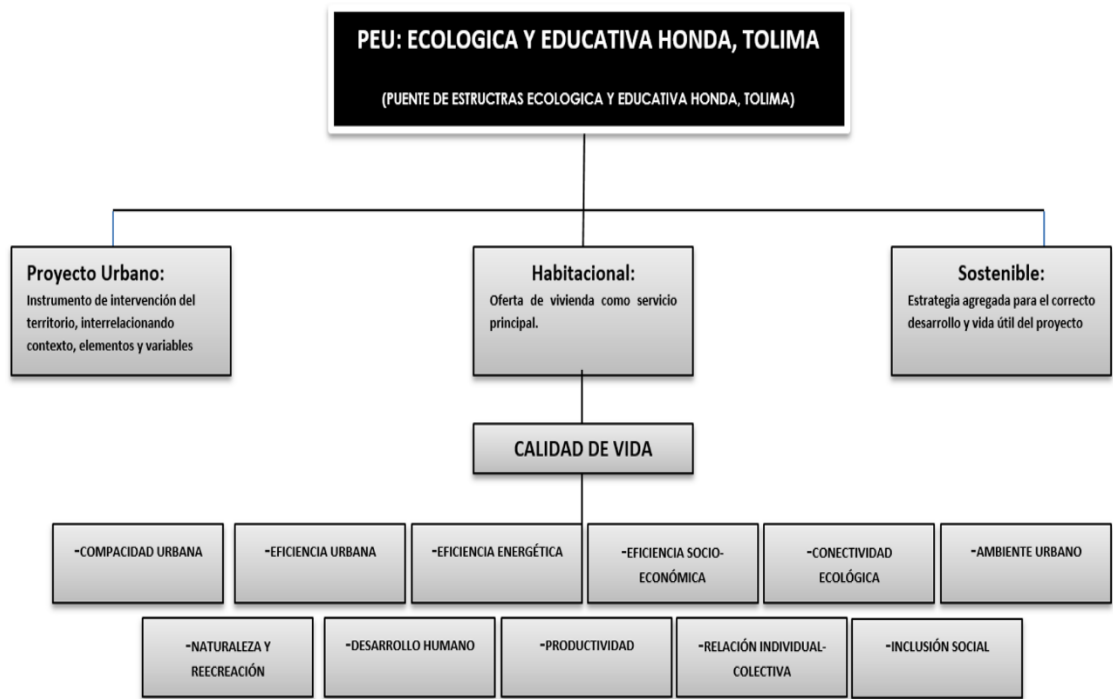 PEU: ECOLOGICA Y EDUCATIVA HONDA, TOLIMA
(PUENTE DE ESTRUCTRAS ECOLOGICA Y EDUCATIVA HONDA, TOLIMA)
Proyecto Urbano:
Instrumento de intervención del
territorio, interrelacionando
contexto, elementos y variables
Habitacional:
Oferta de vivienda como servicio
principal.
Sostenible:
Estrategia agregada para el correcto
desarrollo y vida útil del proyecto
CALIDAD DE VIDA
-COMPACIDAD URBANA
-EFICIENCIA URBANA
-EFICIENCIA ENERGÉTICA
-EFICIENCIA SOCIO-
ECONÓMICA
-CONECTIVIDAD
ECOLÓGICA
-AMBIENTE URBANO
-NATURALEZA Y
REECREACIÓN
-DESARROLLO HUMANO
-PRODUCTIVIDAD
-RELACIÓN INDIVIDUAL-
COLECTIVA
-INCLUSIÓN SOCIAL